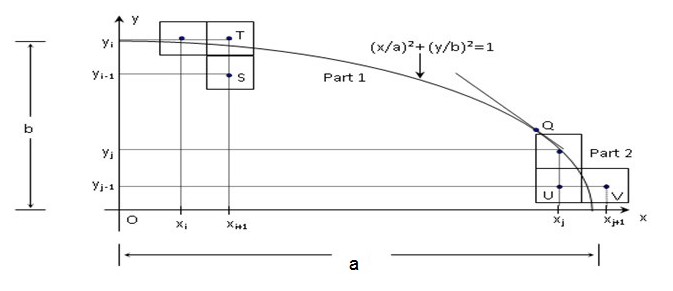 y
yᵢ
T
(x/a)²+(y/b)²=1
yᵢ₋₁
S
Part 1
b
Q
yⱼ
Part 2
yⱼ₋₁
U
V
O
xᵢ
xᵢ₊₁
xⱼ
xⱼ₊₁
x
a